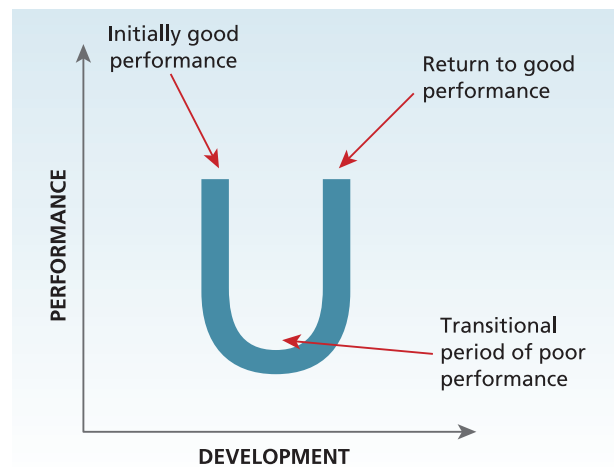 Initially good
performance
Return to good
performance
PERFORMANCE
Transitional
period of poor
performance
DEVELOPMENT